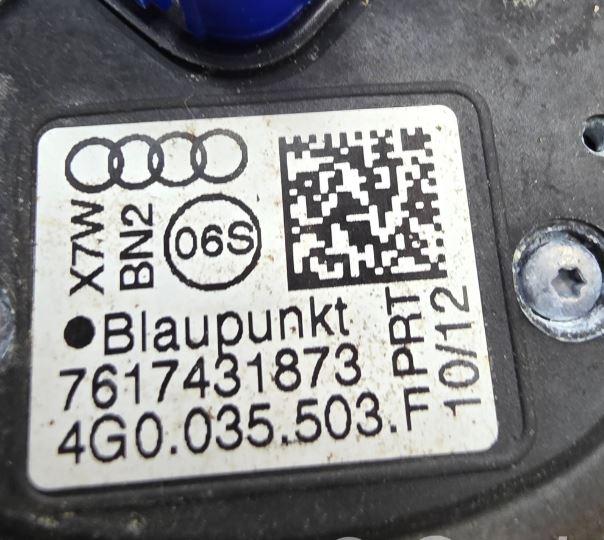 X7W
BN2
06S
Blaupunkt
7617431873
4G0.035.503.F
PRT
10/12